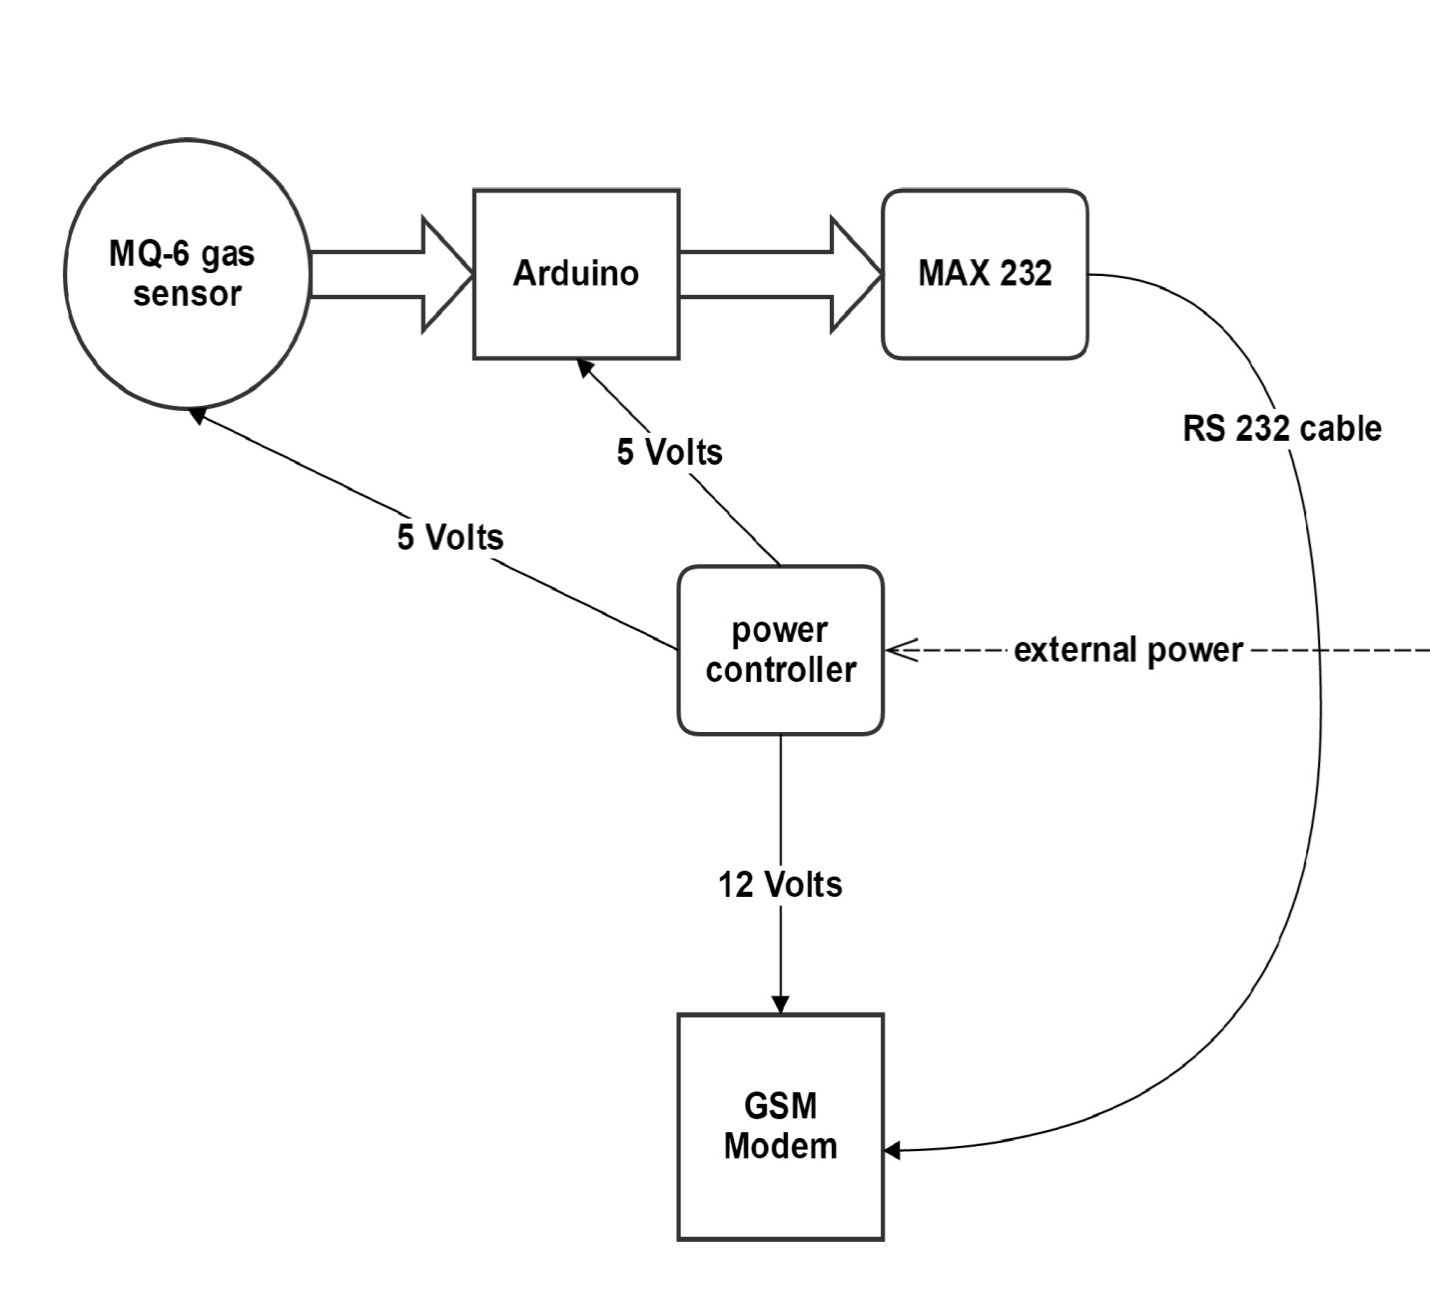 MQ-6 gas
sensor
Arduino
MAX 232
RS 232 cable
5 Volts
5 Volts
power
controller
external power
12 Volts
GSM
Modem